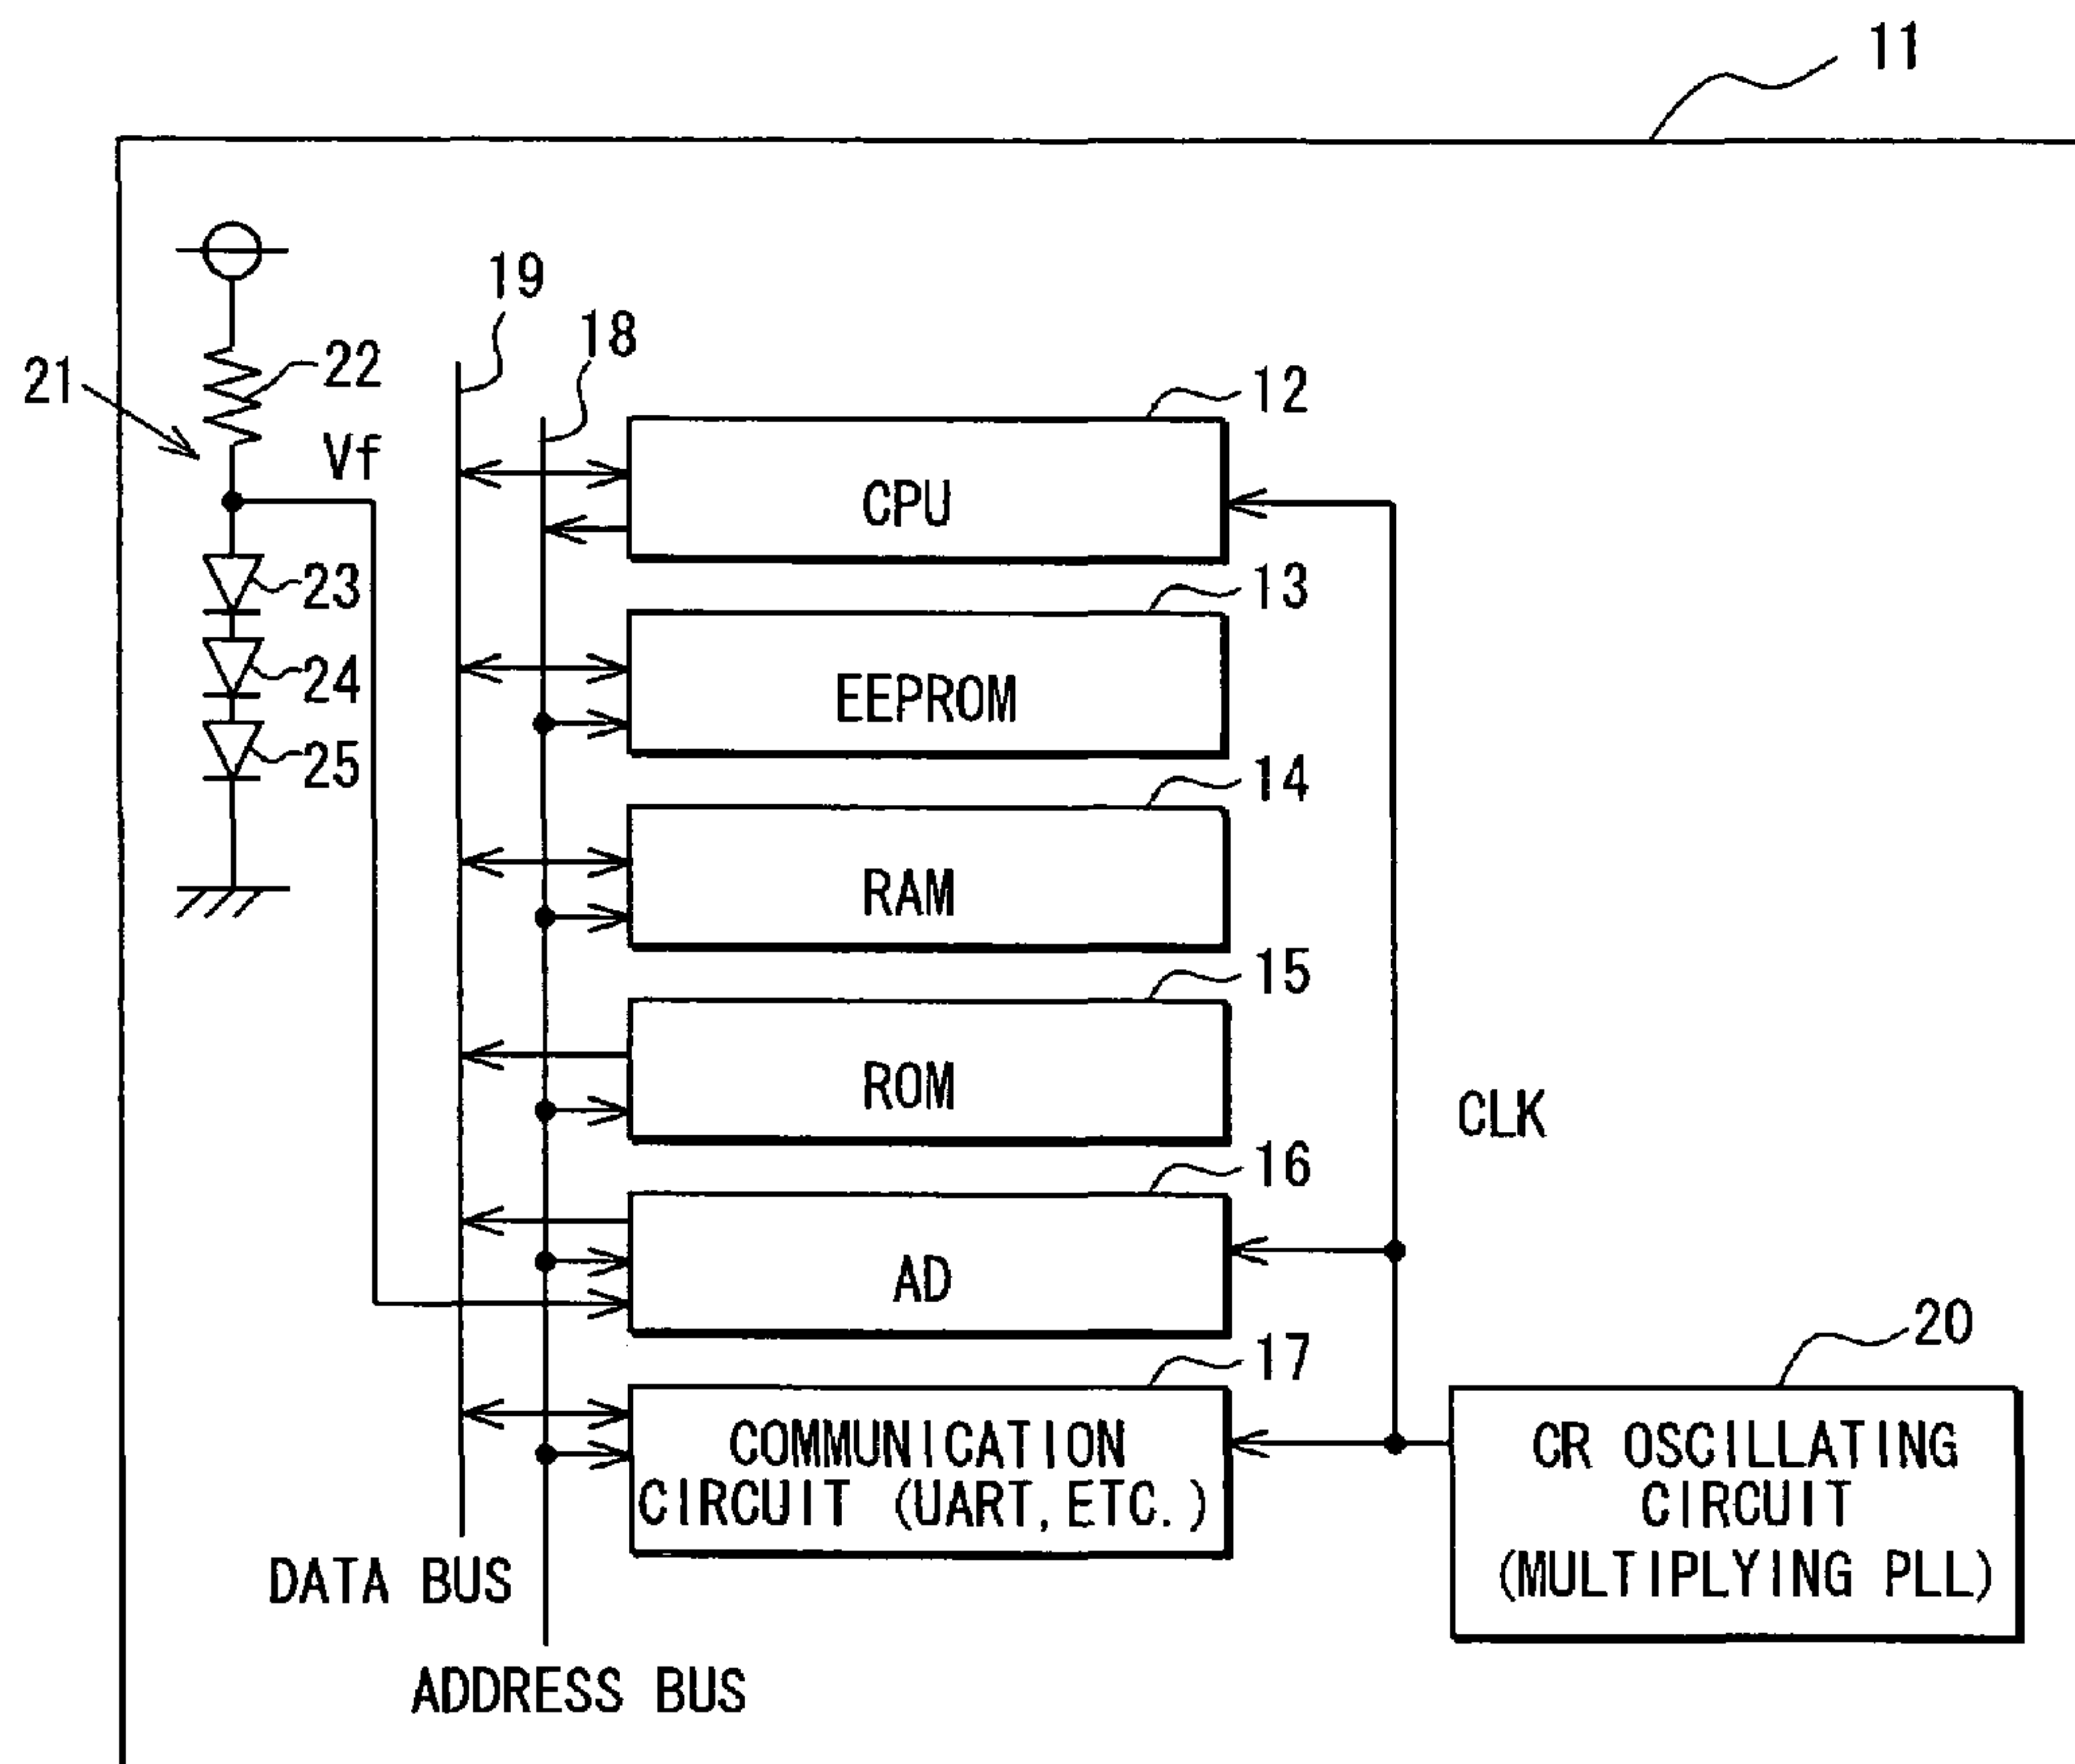 11
19
18
21
22
Vf
12
CPU
23
13
24
EEPROM
25
14
RAM
15
ROM
CLK
16
AD
20
17
COMMUNICATION
CIRCUIT (UART, ETC.)
CR OSCILLATING
CIRCUIT
(MULTIPLYING PLL)
DATA BUS
ADDRESS BUS